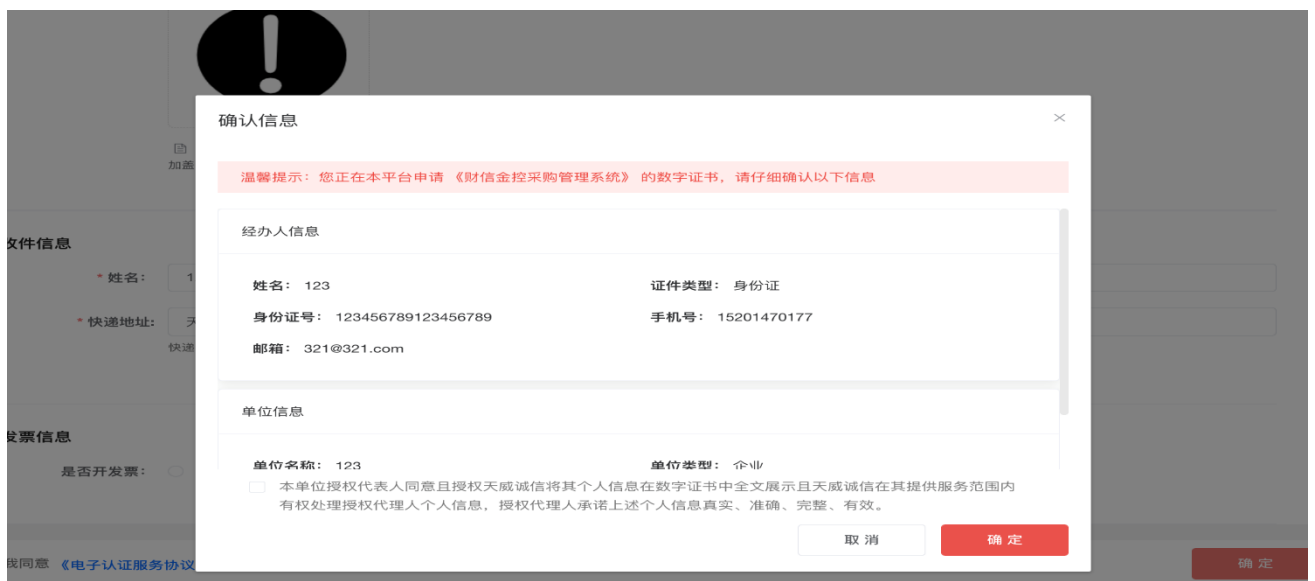 确认信息
加盖
温馨提示：您正在本平台申请 《财信金控采购管理系统》 的数字证书，请仔细确认以下信息
经办人信息
件信息
* 姓名： 1
姓名： 123 证件类型： 身份证
* 快递地址: 天
身份证号： 123456789123456789 手机号： 15201470177
快递
邮箱： 321@321.com
单位信息
票信息
是否开发票：
单位名称： 123 单位类型： 企业
本单位授权代表人同意且授权天威诚信将其个人信息在数字证书中全文展示且天威诚信在其提供服务范围内
有权处理授权代理人个人信息，授权代理人承诺上述个人信息真实、准确、完整、有效。
取 消 确 定
我同意 《电子认证服务协议 确 定